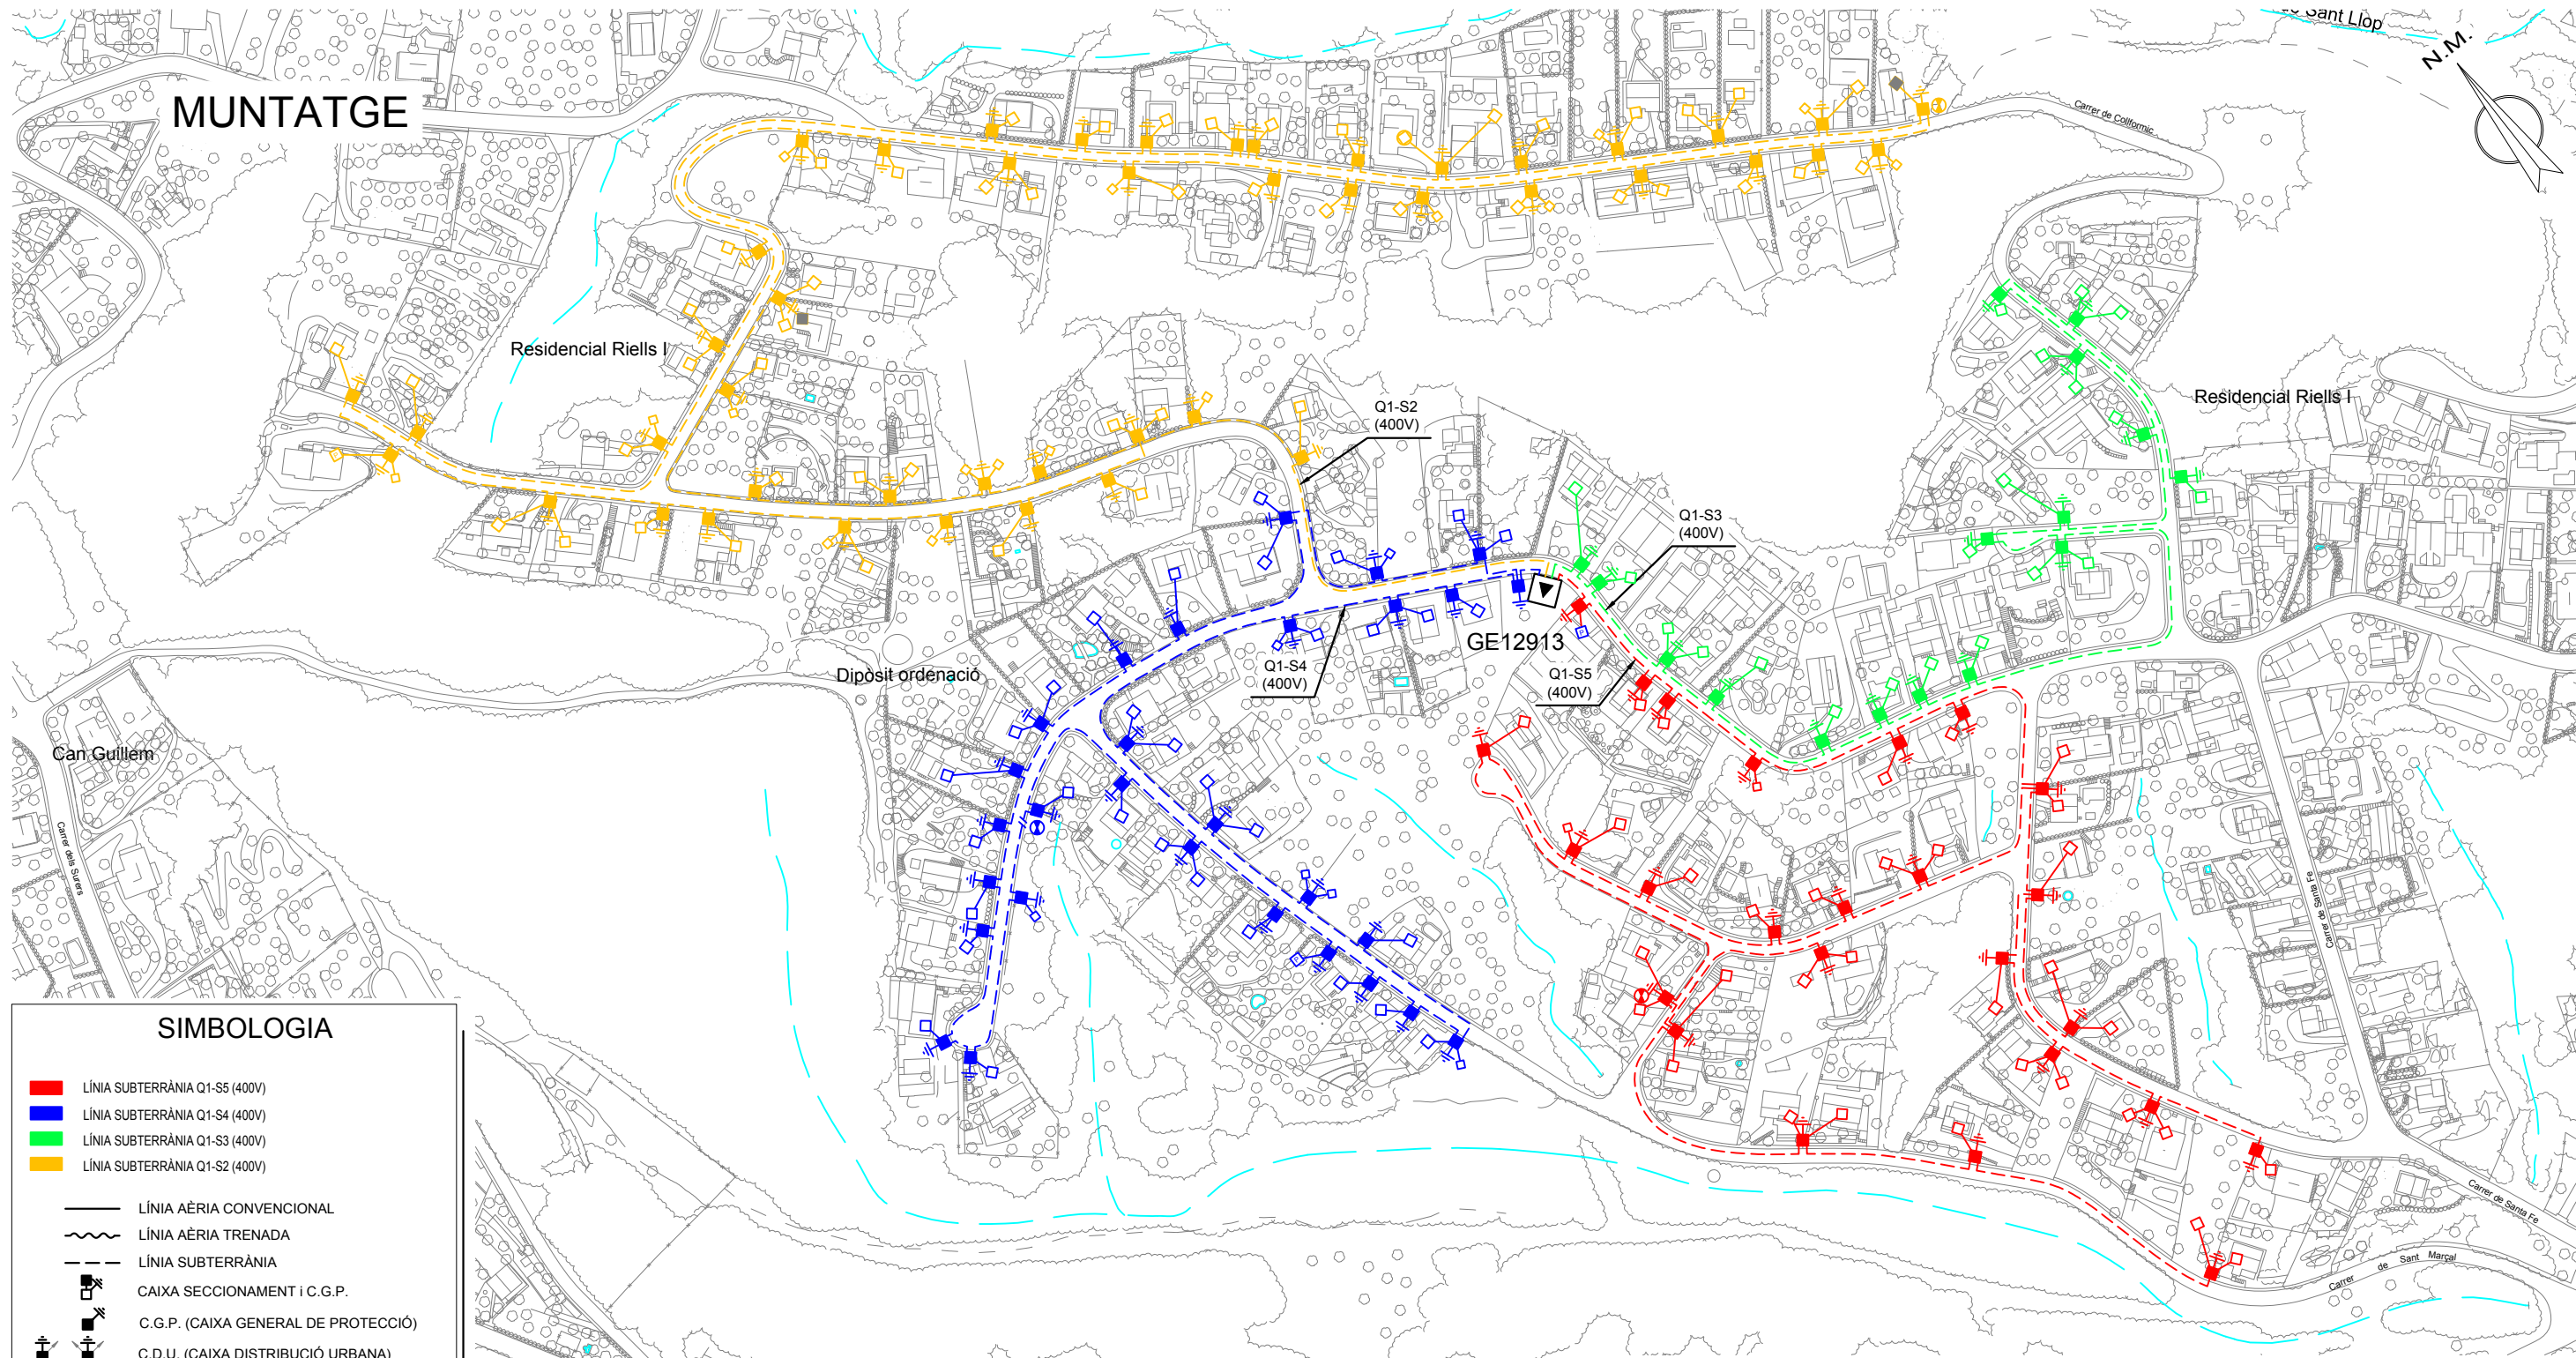 Sant Llop
N.M.
MUNTATGE
Carrer de Collformic
Residencial Riells I
Residencial Riells I
Q1-S2
(400V)
Q1-S3
(400V)
GE12913
Q1-S4
(400V)
Q1-S5
(400V)
Dipòsit ordenació
Can Guillem
Carrer dels Surers
Carrer de Santa Fe
Carrer de Santa Fe
Carrer de Sant Marçal
SIMBOLOGIA
LÍNIA SUBTERRÀNIA Q1-S5 (400V)
LÍNIA SUBTERRÀNIA Q1-S4 (400V)
LÍNIA SUBTERRÀNIA Q1-S3 (400V)
LÍNIA SUBTERRÀNIA Q1-S2 (400V)
LÍNIA AÈRIA CONVENCIONAL
LÍNIA AÈRIA TRENADA
LÍNIA SUBTERRÀNIA
CAIXA SECCIONAMENT i C.G.P.
C.G.P. (CAIXA GENERAL DE PROTECCIÓ)
C.D.U. (CAIXA DISTRIBUCIÓ URBANA)